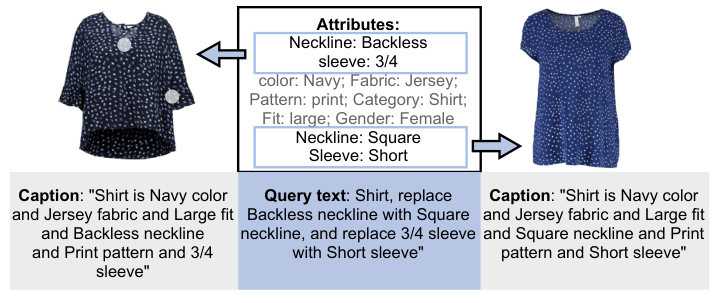 Attributes:
Neckline: Backless
sleeve: 3/4
color: Navy; Fabric: Jersey;
Pattern: print; Category: Shirt;
Fit: large; Gender: Female
Neckline: Square
Sleeve: Short
Caption: "Shirt is Navy color
and Jersey fabric and Large fit
and Backless neckline
and Print pattern and 3/4
sleeve"
Query text: Shirt, replace
Backless neckline with Square
neckline, and replace 3/4 sleeve
with Short sleeve"
Caption: "Shirt is Navy color
and Jersey fabric and Large fit
and Square neckline and Print
pattern and Short sleeve"